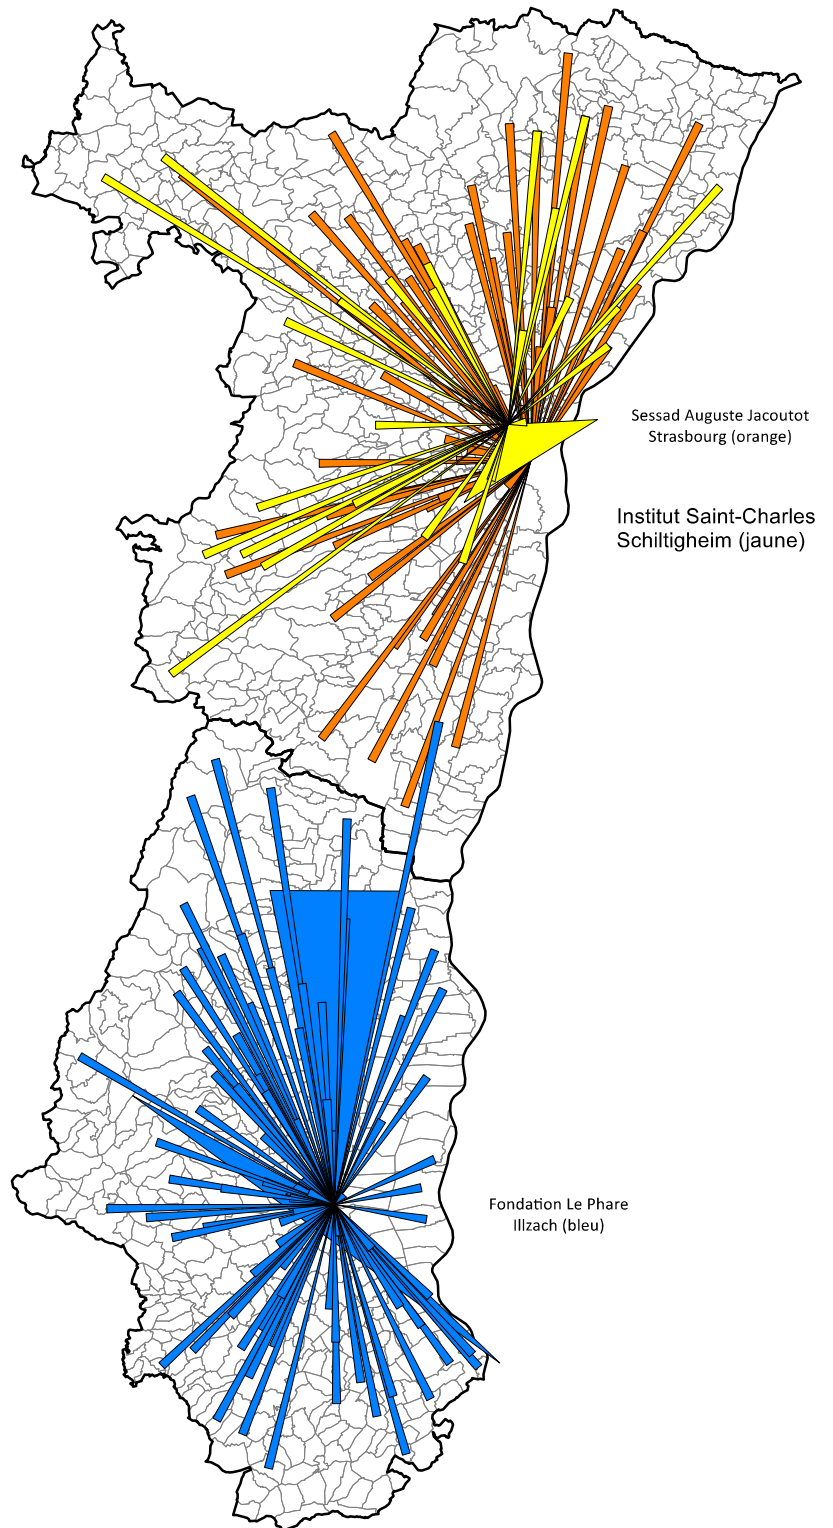 Sessad Auguste Jacoutot
Strasbourg (orange)
Institut Saint-Charles
Schiltigheim (jaune)
Fondation Le Phare
Illzach (bleu)